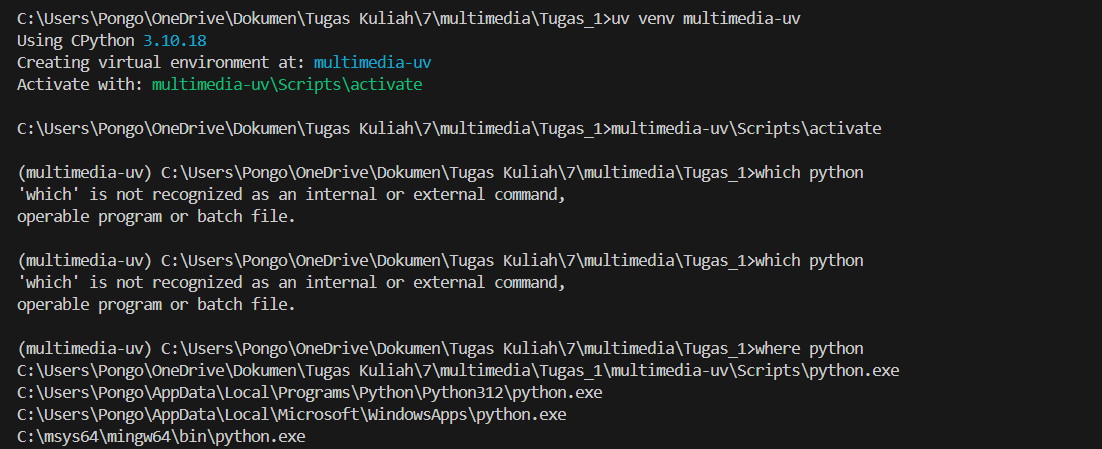 C:\Users\Pongo\OneDrive\Dokumen\Tugas Kuliah\7\multimedia\Tugas_1>uv venv multimedia-uv
Using CPython 3.10.18
Creating virtual environment at: multimedia-uv
Activate with: multimedia-uv\Scripts\activate
C:\Users\Pongo\OneDrive\Dokumen\Tugas Kuliah\7\multimedia\Tugas_1>multimedia-uv\Scripts\activate
(multimedia-uv) C:\Users\Pongo\OneDrive\Dokumen\Tugas Kuliah\7\multimedia\Tugas_1>which python
'which' is not recognized as an internal or external command,
operable program or batch file.
(multimedia-uv) C:\Users\Pongo\OneDrive\Dokumen\Tugas Kuliah\7\multimedia\Tugas_1>which python
'which' is not recognized as an internal or external command,
operable program or batch file.
(multimedia-uv) C:\Users\Pongo\OneDrive\Dokumen\Tugas Kuliah\7\multimedia\Tugas_1>where python
C:\Users\Pongo\OneDrive\Dokumen\Tugas Kuliah\7\multimedia\Tugas_1\multimedia-uv\Scripts\python.exe
C:\Users\Pongo\AppData\Local\Programs\Python\Python312\python.exe
C:\Users\Pongo\AppData\Local\Microsoft\WindowsApps\python.exe
C:\msys64\mingw64\bin\python.exe